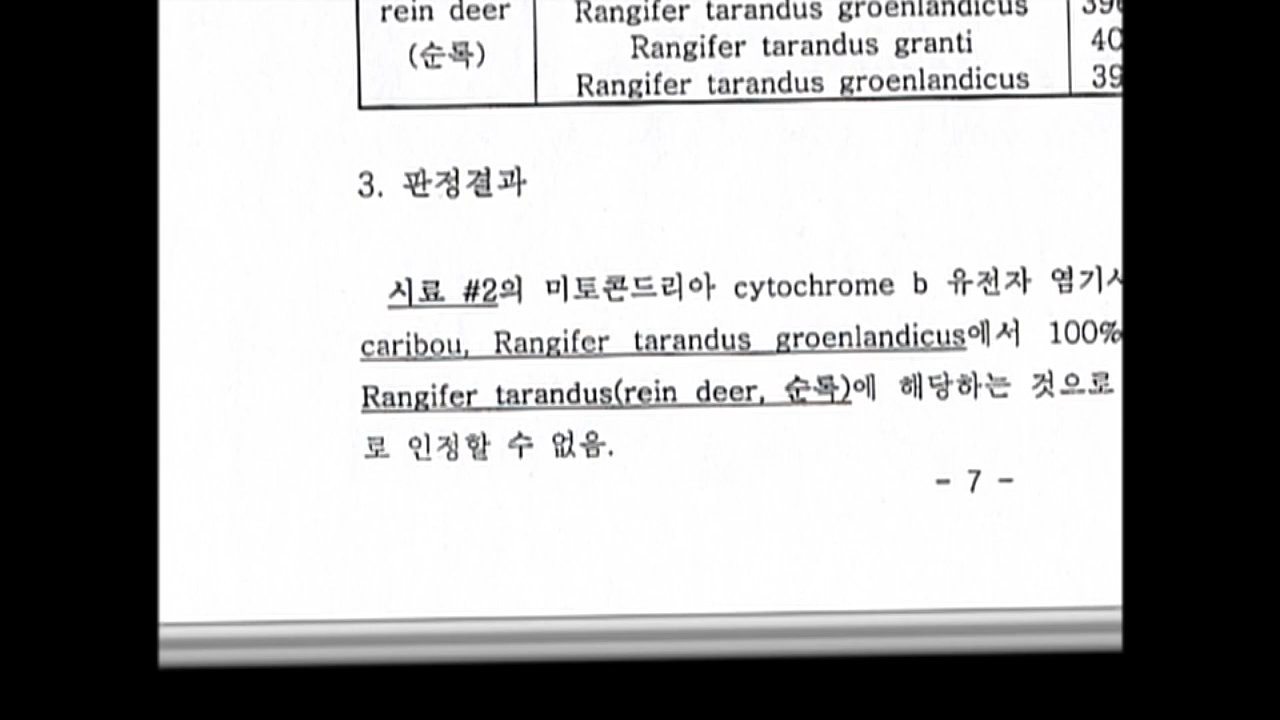 rein deer Rangifer tarandus groenlandicus
(순록) Rangifer tarandus granti 40
Rangifer tarandus groenlandicus 39
3. 판정결과
시료 #2의 미토콘드리아 cytochrome b 유전자 염기
caribou, Rangifer tarandus groenlandicus에서 100%
Rangifer tarandus(rein deer, 순록)에 해당하는 것으로
로 인정할 수 없음.
- 7 -